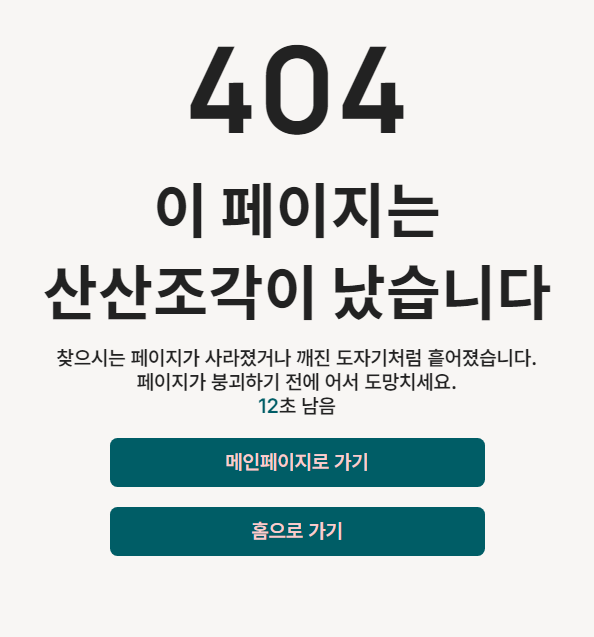 404
이 페이지는
산산조각이 났습니다
찾으시는 페이지가 사라졌거나 깨진 도자기처럼 흩어졌습니다.
페이지가 붕괴하기 전에 어서 도망치세요.
12초 남음
메인페이지로 가기
홈으로 가기